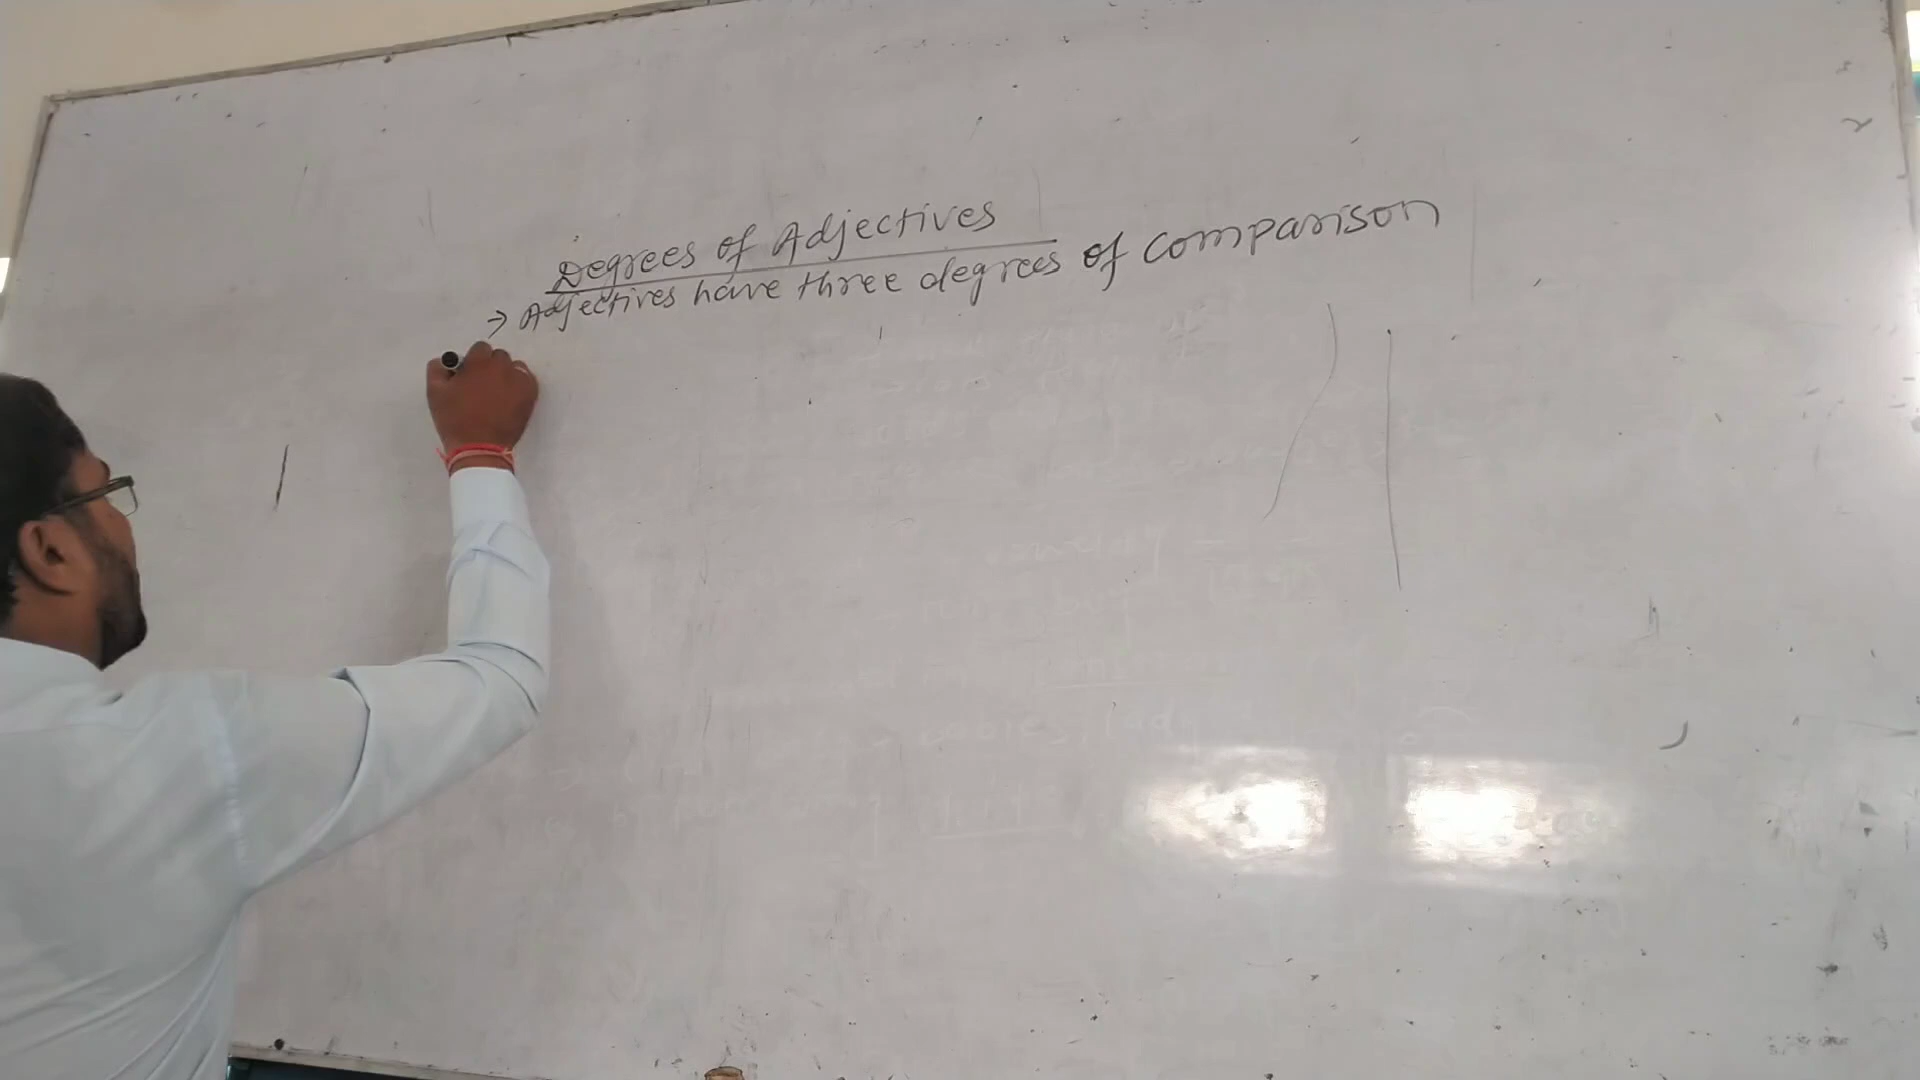 Degrees of Adjectives
→ Adjectives have three degrees of comparison